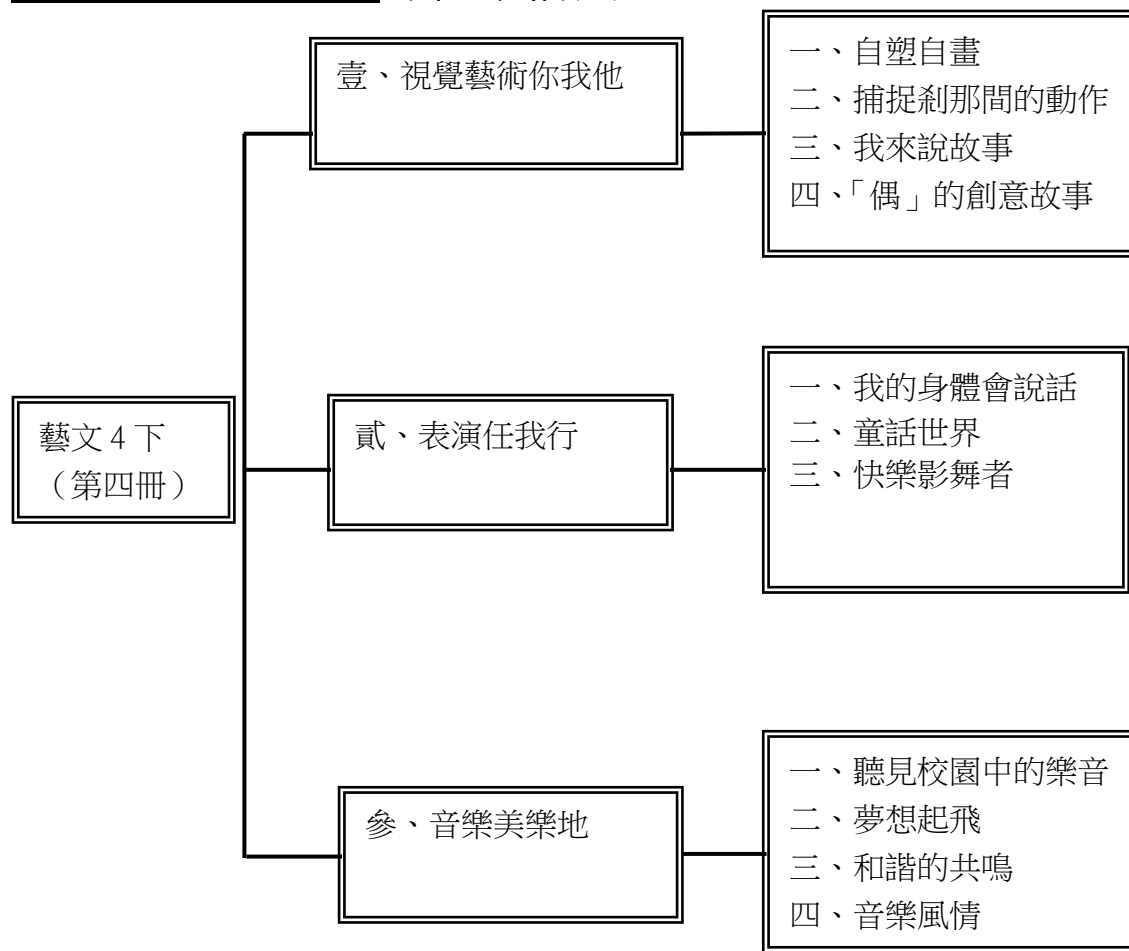 壹、視覺藝術你我他
一、自塑自畫
二、捕捉剎那間的動作
三、我來說故事
四、「偶」的創意故事
藝文4下
（第四冊）
貳、表演任我行
一、我的身體會說話
二、童話世界
三、快樂影舞者
參、音樂美樂地
一、聽見校園中的樂音
二、夢想起飛
三、和諧的共鳴
四、音樂風情